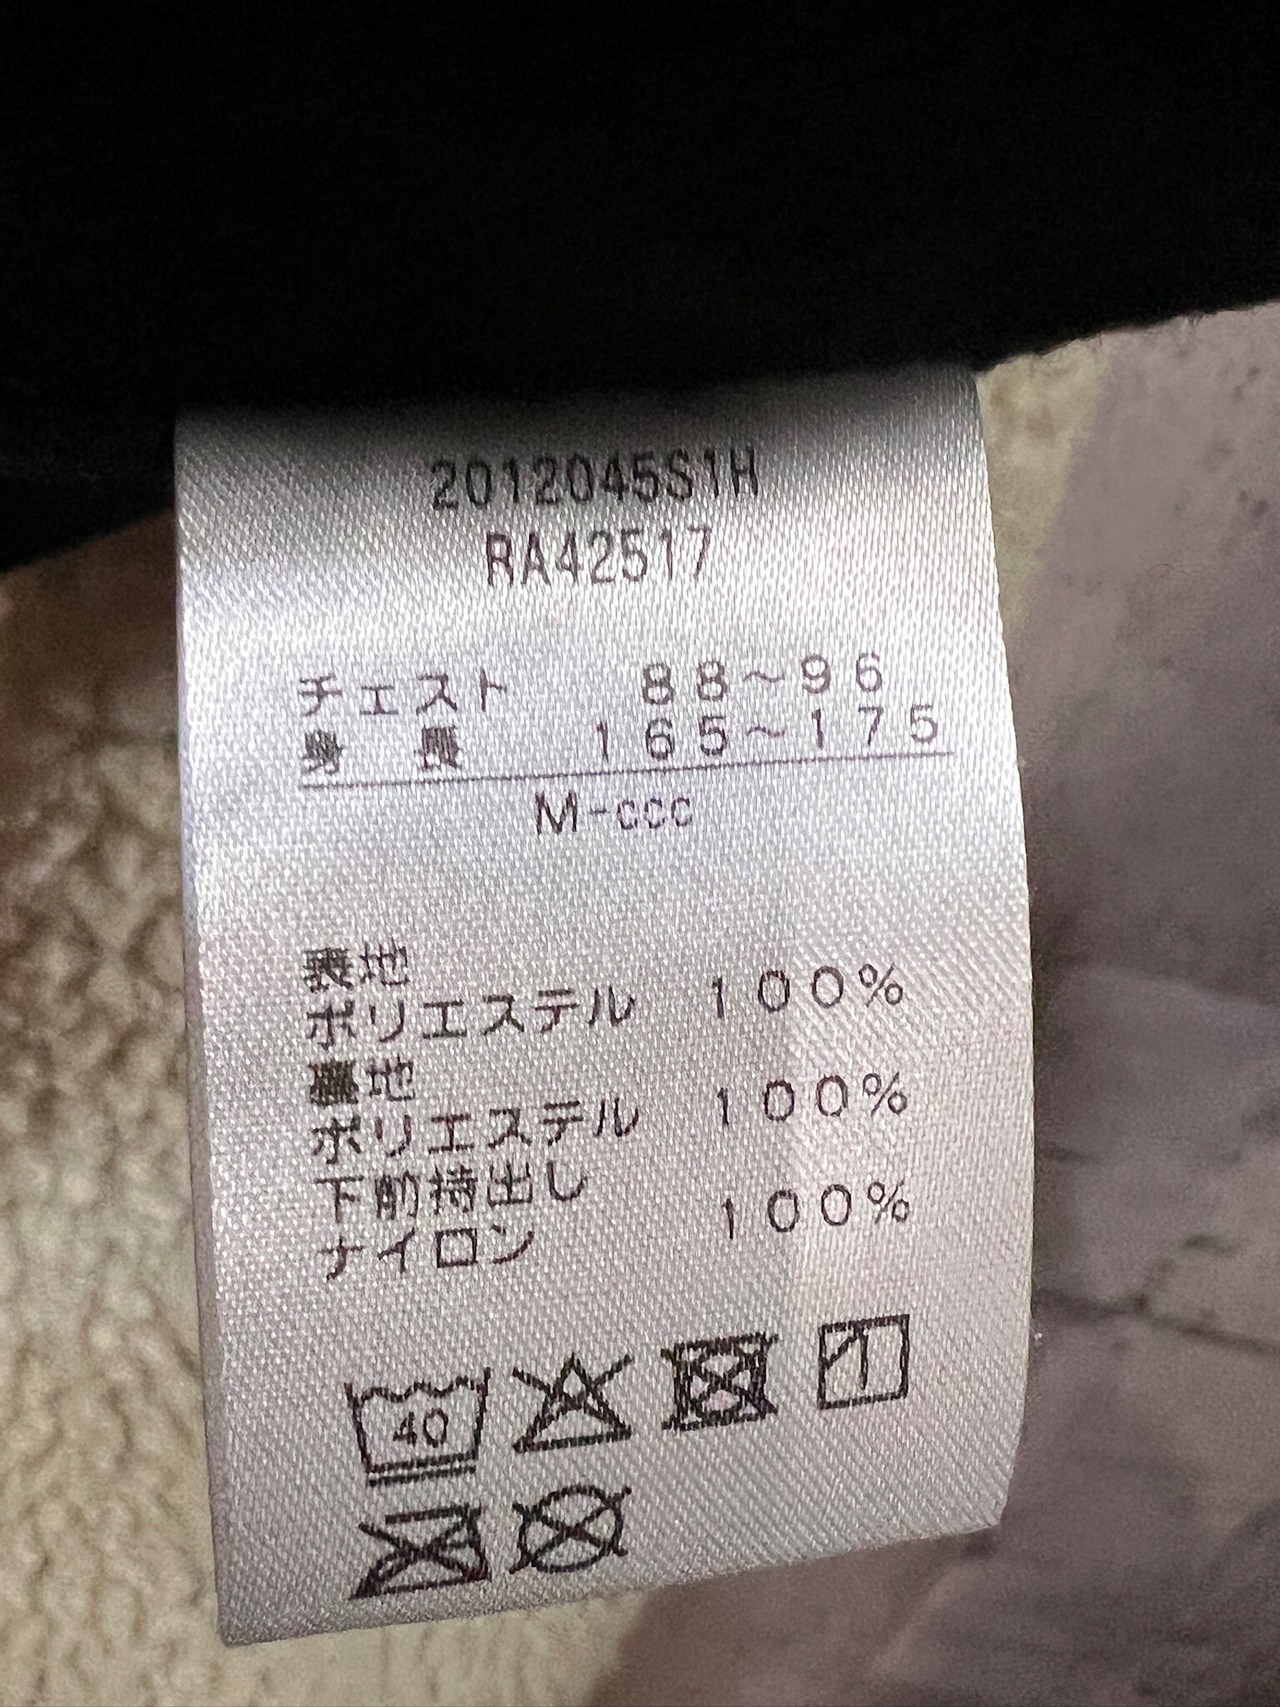 2012045S1H
RA42517
チェスト 88~96
身長 165~175
M-ccc
表地
ポリエステル 100%
裏地
ポリエステル 100%
下前持出し
ナイロン 100%
40